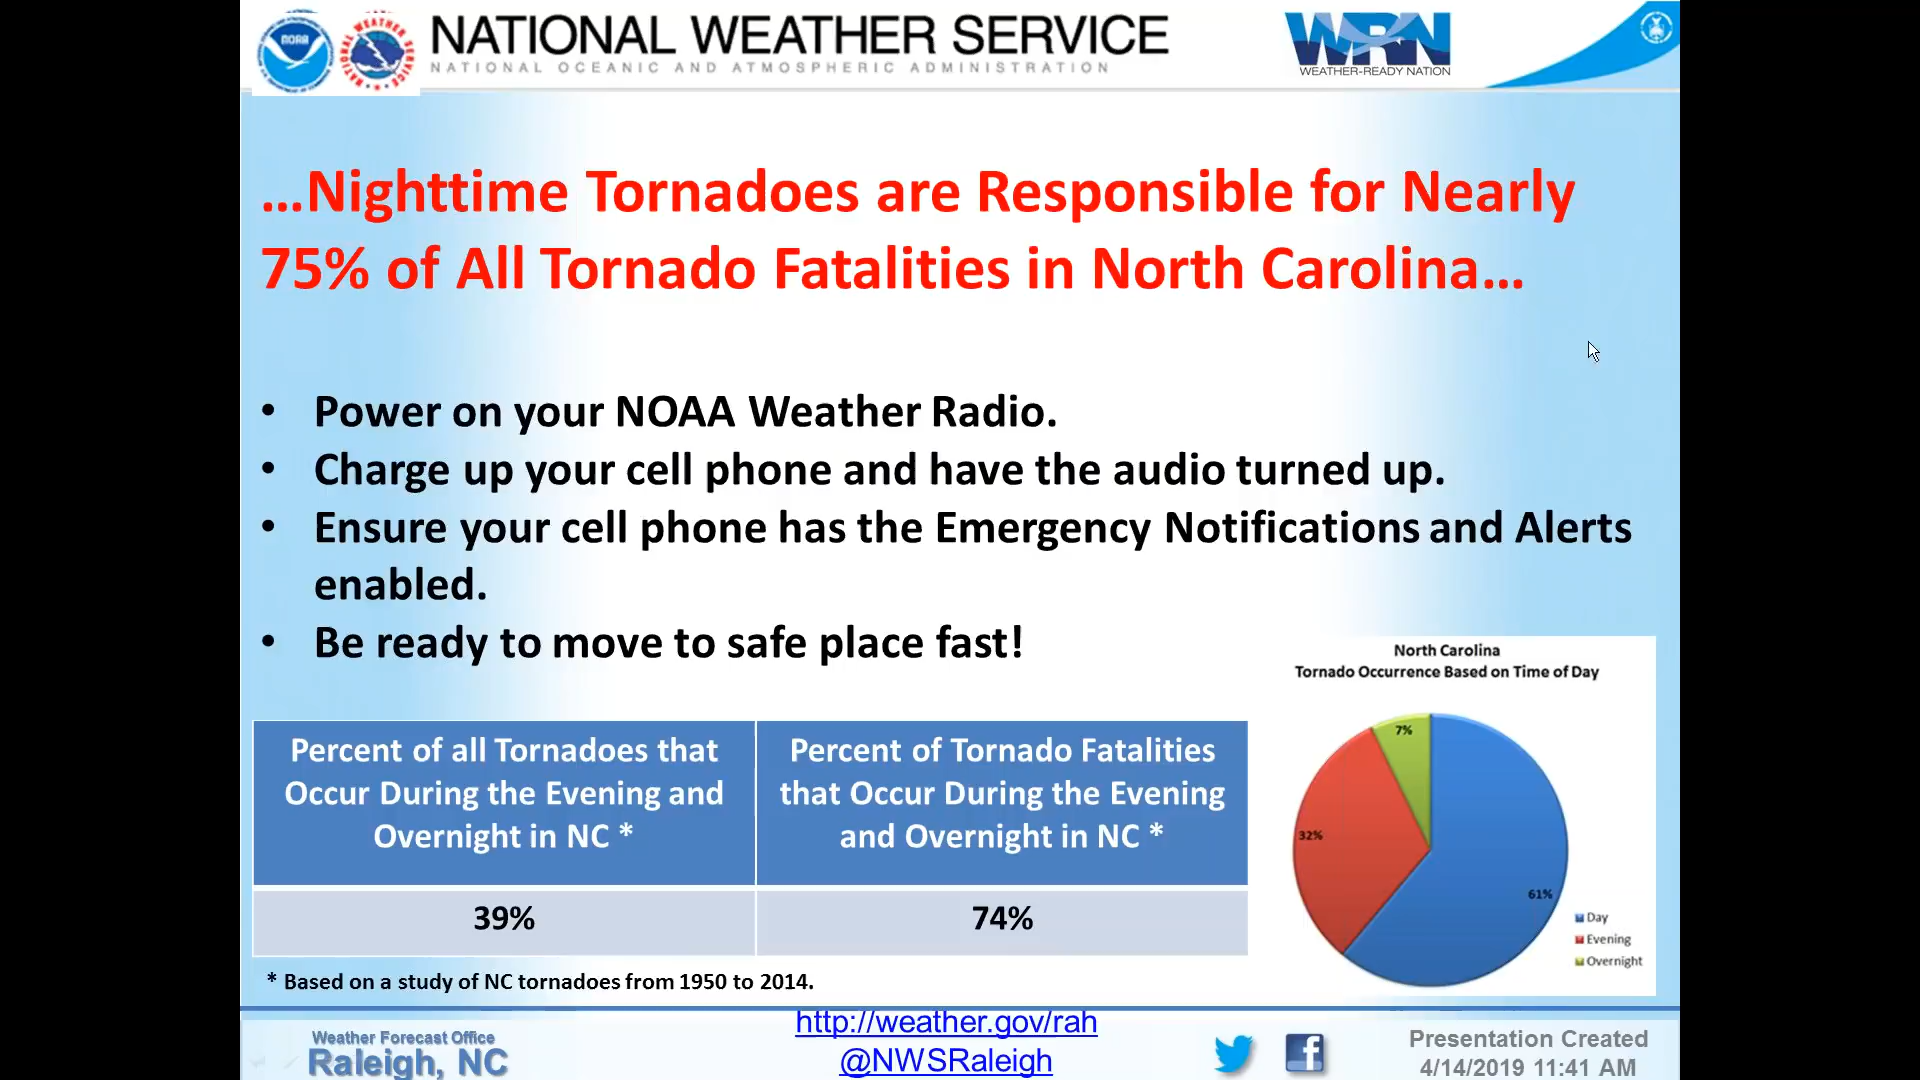 NOAA
NATIONAL WEATHER SERVICE
NATIONAL OCEANIC AND ATMOSPHERIC ADMINISTRATION
WRN
WEATHER-READY NATION
...Nighttime Tornadoes are Responsible for Nearly
75% of All Tornado Fatalities in North Carolina...
• Power on your NOAA Weather Radio.
• Charge up your cell phone and have the audio turned up.
• Ensure your cell phone has the Emergency Notifications and Alerts
enabled.
• Be ready to move to safe place fast!
Percent of all Tornadoes that
Occur During the Evening and
Overnight in NC *
Percent of Tornado Fatalities
that Occur During the Evening
and Overnight in NC *
39%
74%
* Based on a study of NC tornadoes from 1950 to 2014.
North Carolina
Tornado Occurrence Based on Time of Day
7%
32%
61%
Day
Evening
Overnight
Weather Forecast Office
Raleigh, NC
http://weather.gov/rah
@NWSRaleigh
Presentation Created
4/14/2019 11:41 AM